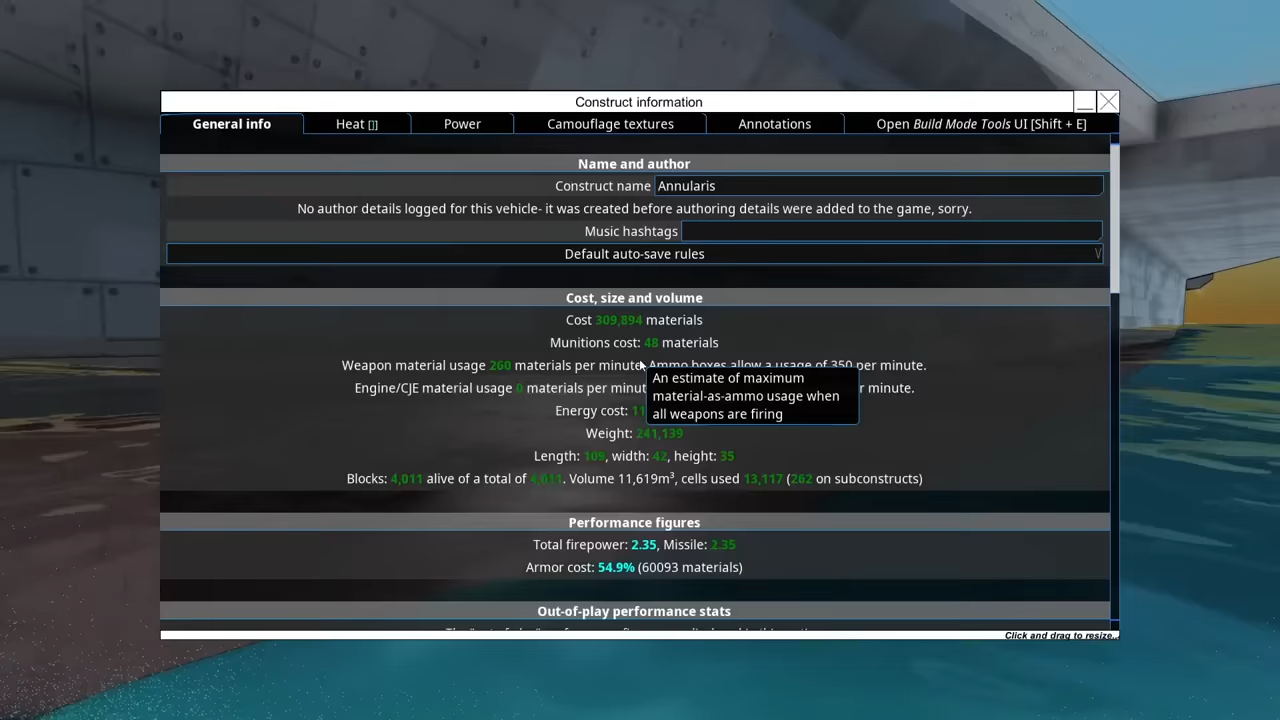 Construct information
General info
Heat []]
Power
Camouflage textures
Annotations
Open Build Mode Tools UI [Shift + E]
Name and author
Construct name Annularis
No author details logged for this vehicle- it was created before authoring details were added to the game, sorry.
Music hashtags
Default auto-save rules
Cost, size and volume
Cost 309,894 materials
Munitions cost: 48 materials
Weapon material usage 260 materials per minute. Ammo boxes allow a usage of 350 per minute.
Engine/CJE material usage 0 materials per minut r minute.
An estimate of maximum
material-as-ammo usage when
all weapons are firing
Energy cost: 11
Weight: 241,139
Length: 109, width: 42, height: 35
Blocks: 4,011 alive of a total of 4,011. Volume 11,619m³, cells used 13,117 (262 on subconstructs)
Performance figures
Total firepower: 2.35, Missile: 2.35
Armor cost: 54.9% (60093 materials)
Out-of-play performance stats
Click and drag to resize..